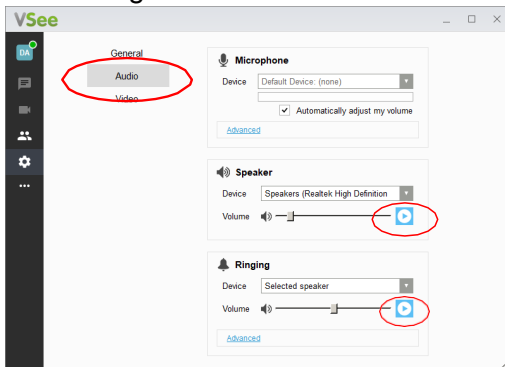 VSee
DA
General
Audio
Video
Microphone
Device Default Device: (none)
Automatically adjust my volume
Advanced
Speaker
Device Speakers (Realtek High Definition
Volume
Ringing
Device Selected speaker
Volume
Advanced